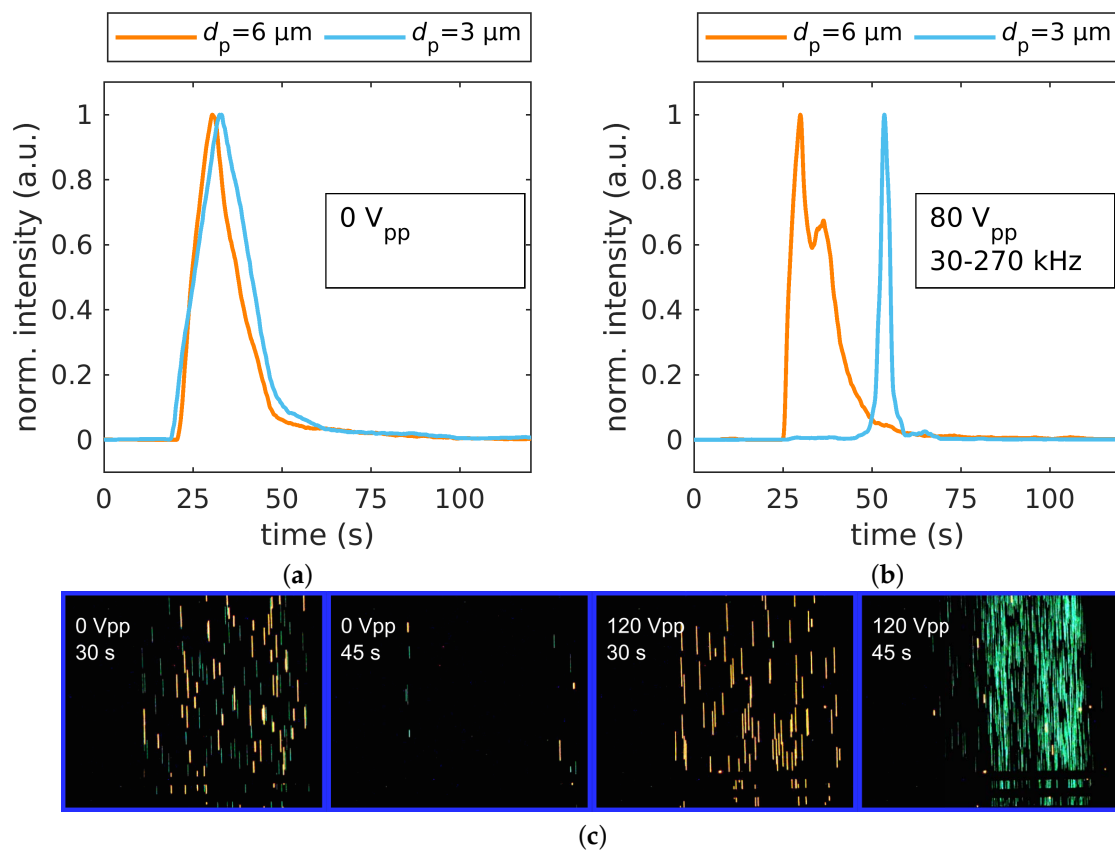 dp=6 µm dp=3 µm
norm. intensity (a.u.)
1
0.8
0.6
0.4
0.2
0
0 Vpp
0 25 50 75 100
time (s)
(a)
dp=6 µm dp=3 µm
norm. intensity (a.u.)
1
0.8
0.6
0.4
0.2
0
80 Vpp
30-270 kHz
0 25 50 75 100
time (s)
(b)
0 Vpp
30 s
0 Vpp
45 s
120 Vpp
30 s
120 Vpp
45 s
(c)